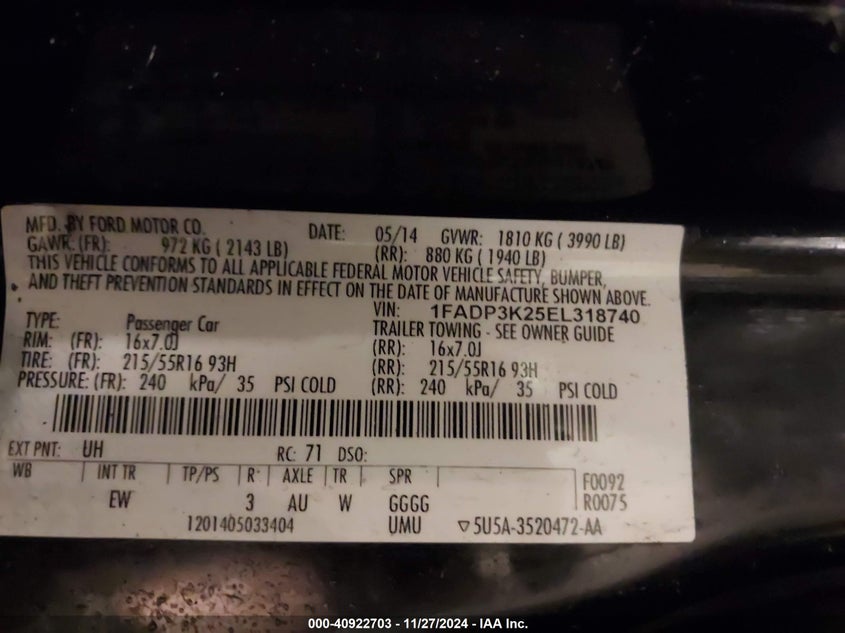 MFD. BY FORD MOTOR CO. DATE: 05/14 GVWR: 1810 KG ( 3990 LB)
GAWR: (FR): 972 KG ( 2143 LB) (RR): 880 KG ( 1940 LB)
THIS VEHICLE CONFORMS TO ALL APPLICABLE FEDERAL MOTOR VEHICLE SAFETY, BUMPER,
AND THEFT PREVENTION STANDARDS IN EFFECT ON THE DATE OF MANUFACTURE SHOWN ABOVE.
VIN: 1FADP3K25EL318740
TYPE: Passenger Car TRAILER TOWING - SEE OWNER GUIDE
RIM: (FR): 16x7.0J (RR): 16x7.0J
TIRE: (FR): 215/55R16 93H (RR): 215/55R16 93H
PRESSURE: (FR): 240 kPa/ 35 PSI COLD (RR): 240 kPa/ 35 PSI COLD
EXT PNT: UH RC: 71 DSO:
WB INT TR TP/PS R AXLE TR SPR F0092
EW 3 AU W GGGG R0075
1201405033404 UMU ▽5U5A-3520472-AA
000-40922703 - 11/27/2024 - IAA Inc.